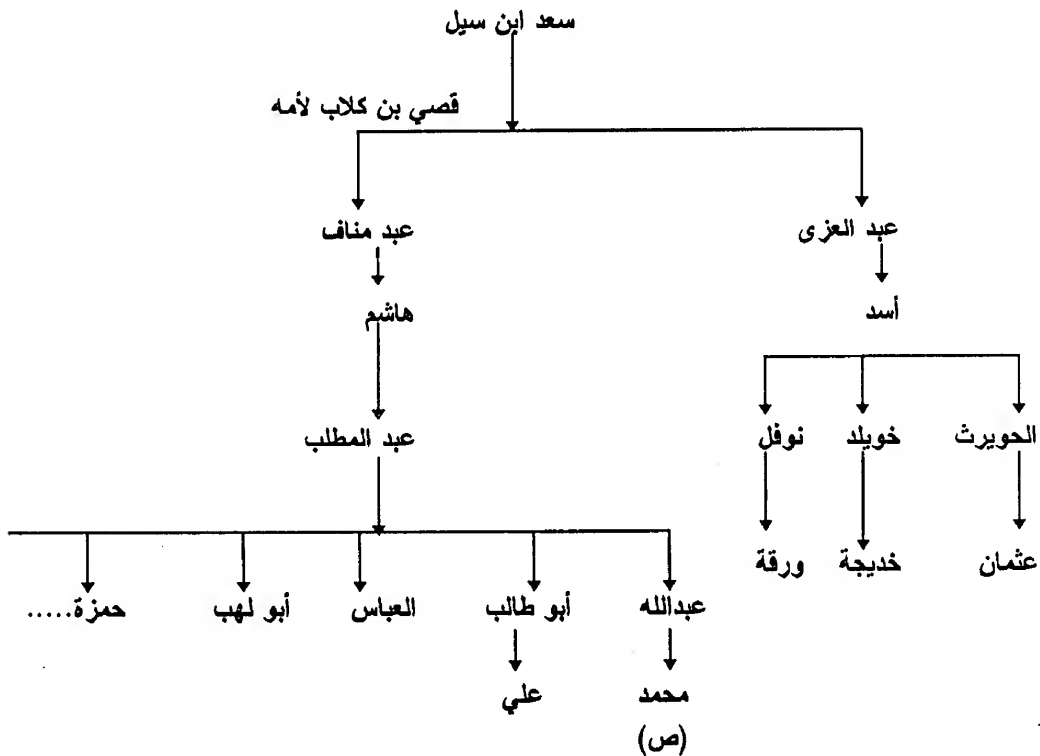 سعد ابن سيل
قصي بن كلاب لأمه
عبد العزى
عبد مناف
أسد
هاشم
الحويرث
خويلد
نوفل
عبد المطلب
عثمان
خديجة
ورقة
عبدالله
أبو طالب
العباس
أبو لهب
حمزة.....
محمد
(ص)
علي